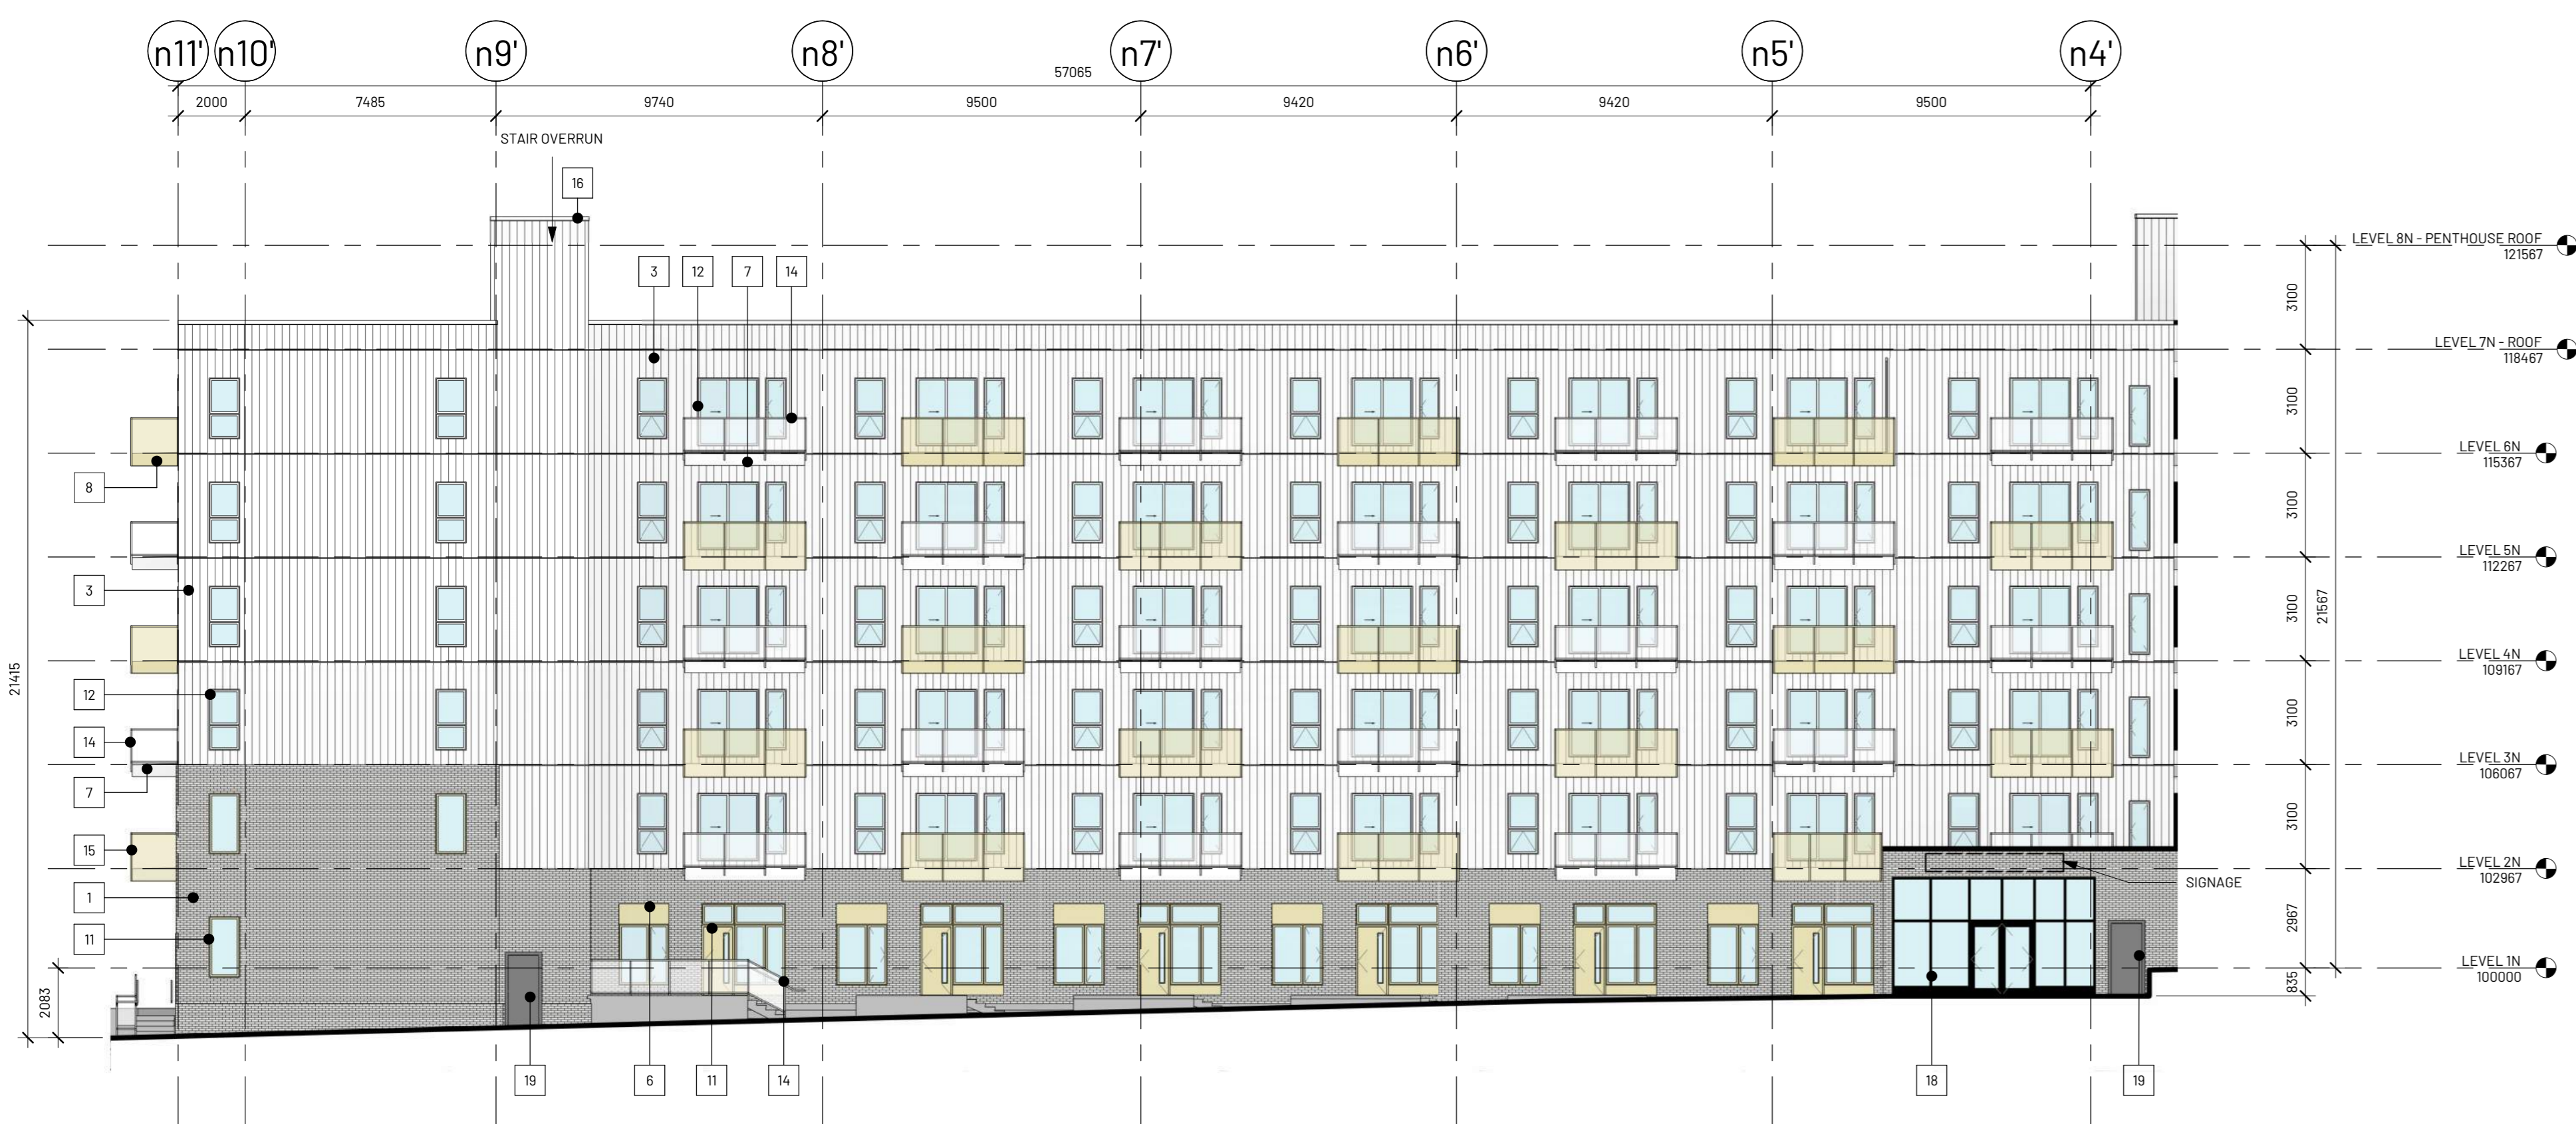 n11' n10' n9' n8' n7' n6' n5' n4'
57065
2000 7485 9740 9500 9420 9420 9500
STAIR OVERRUN
16
3 12 7 14
LEVEL 8N - PENTHOUSE ROOF
121567
3100
LEVEL 7N - ROOF
118467
3100
LEVEL 6N
115367
8
3100
LEVEL 5N
112267
3
3100
21567
LEVEL 4N
109167
21415
12
3100
14
LEVEL 3N
106067
7
3100
15
LEVEL 2N
102967
SIGNAGE
1
2967
11
LEVEL 1N
100000
835
2083
19 6 11 14 18 19